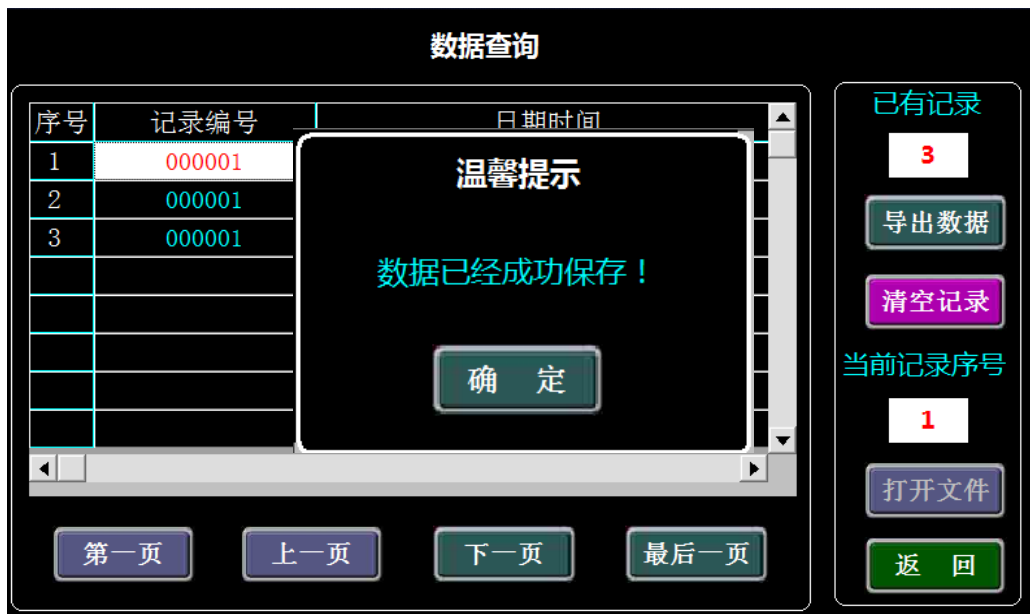 数据查询
序号 记录编号 日期时间
1 000001
2 000001
3 000001
温馨提示
数据已经成功保存！
确 定
第一页 上一页 下一页 最后一页
已有记录
3
导出数据
清空记录
当前记录序号
1
打开文件
返 回